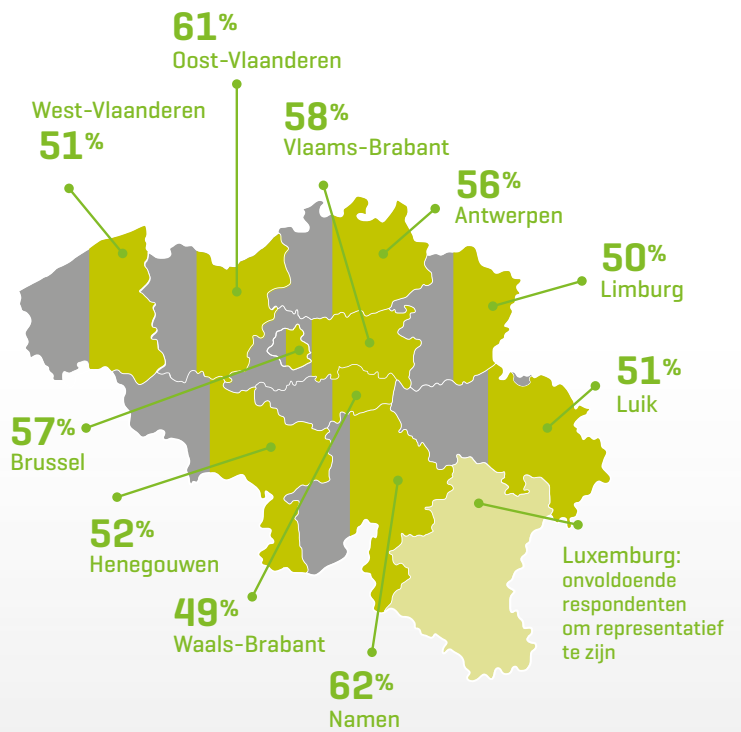 61%
Oost-Vlaanderen
West-Vlaanderen
51%
58%
Vlaams-Brabant
56%
Antwerpen
50%
Limburg
51%
Luik
57%
Brussel
52%
Henegouwen
49%
Waals-Brabant
62%
Namen
Luxemburg:
onvoldoende
respondenten
om representatief
te zijn